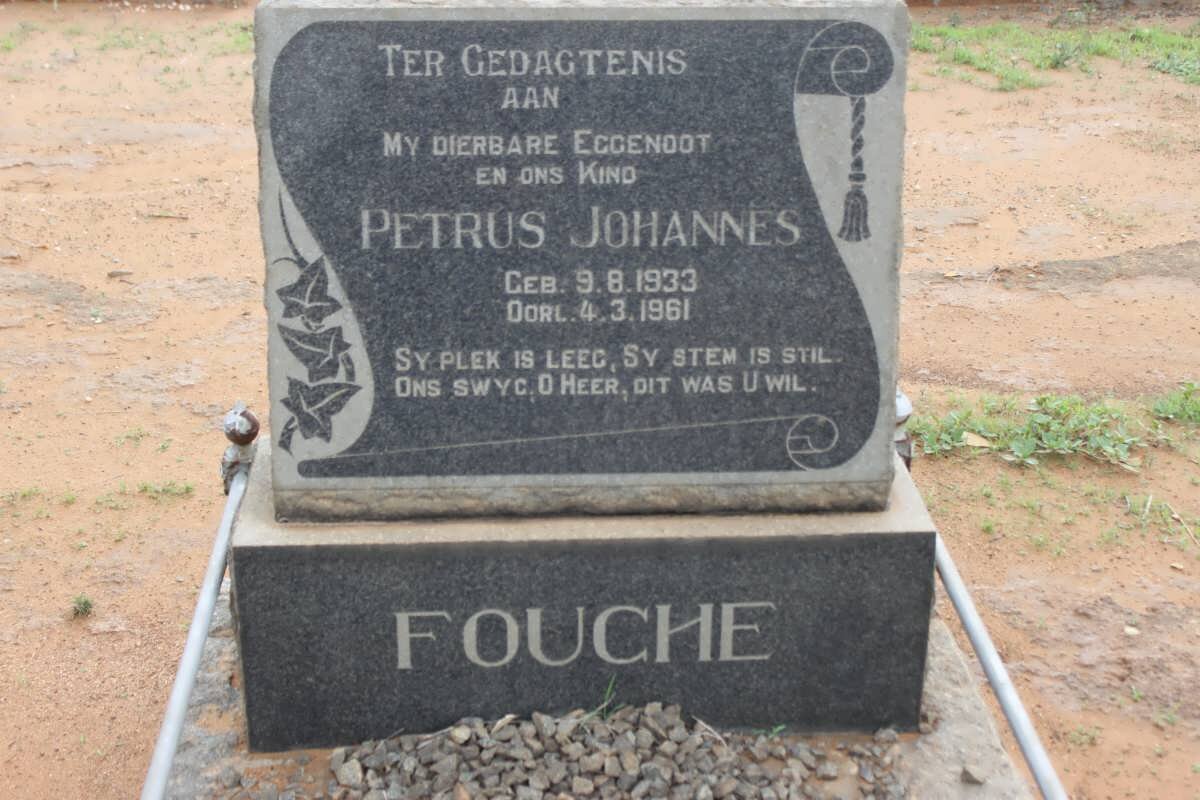 TER GEDAGTENIS
AAN
MY DIERBARE EGGENOOT
EN ONS KIND
PETRUS JOHANNES
GEB. 9.8.1933
OORL. 4.3.1961
SY PLEK IS LEEG, SY STEM IS STIL.
ONS SWYG, O HEER, DIT WAS U WIL.
FOUCHE